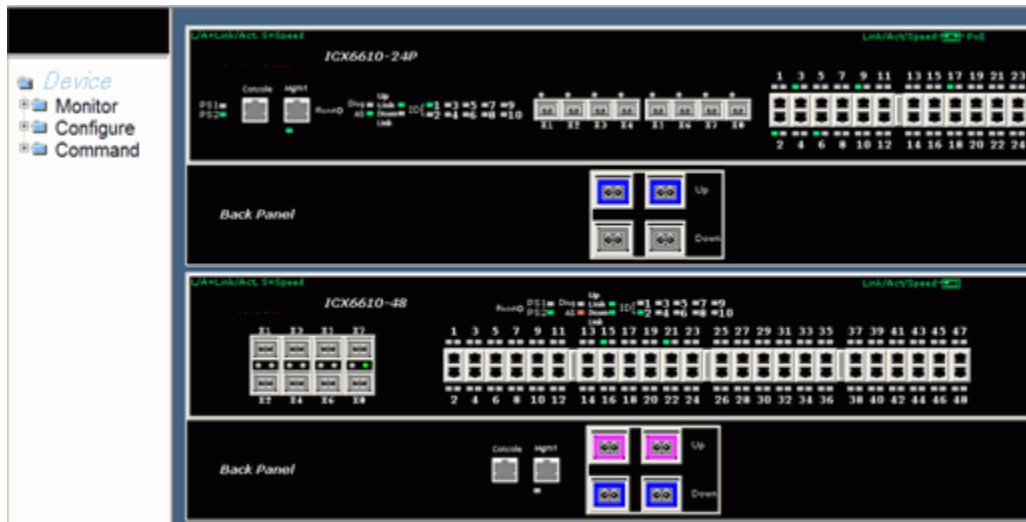 Device
Monitor
Configure
Command
L/A=Link/Act. S=Speed
Link/Act/Speed PoE
ICX6610-24P
PS1
PS2
Console Mgmt
Diag
AS
Up
Link
Down
Link
ID
1 3 5 7 9
2 4 6 8 10
X1 X2 X3 X4 X5 X6 X7 X8
1 3 5 7 9 11 13 15 17 19 21 23
2 4 6 8 10 12 14 16 18 20 22 24
Back Panel
Up
Down
L/A=Link/Act. S=Speed
Link/Act/Speed
ICX6610-48
PS1
PS2
Diag
AS
Up
Link
Down
Link
ID
1 3 5 7 9
2 4 6 8 10
X1 X3 X5 X7
X2 X4 X6 X8
1 3 5 7 9 11 13 15 17 19 21 23 25 27 29 31 33 35 37 39 41 43 45 47
2 4 6 8 10 12 14 16 18 20 22 24 26 28 30 32 34 36 38 40 42 44 46 48
Back Panel
Console Mgmt
Up
Down